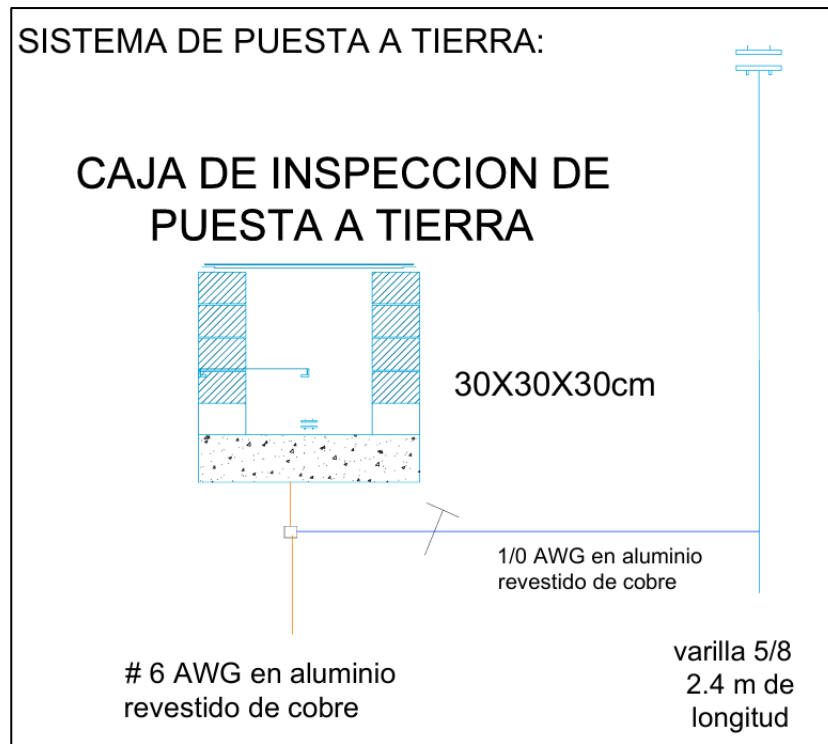 SISTEMA DE PUESTA A TIERRA:
CAJA DE INSPECCION DE
PUESTA A TIERRA
30X30X30cm
1/0 AWG en aluminio
revestido de cobre
# 6 AWG en aluminio
revestido de cobre
varilla 5/8
2.4 m de
longitud